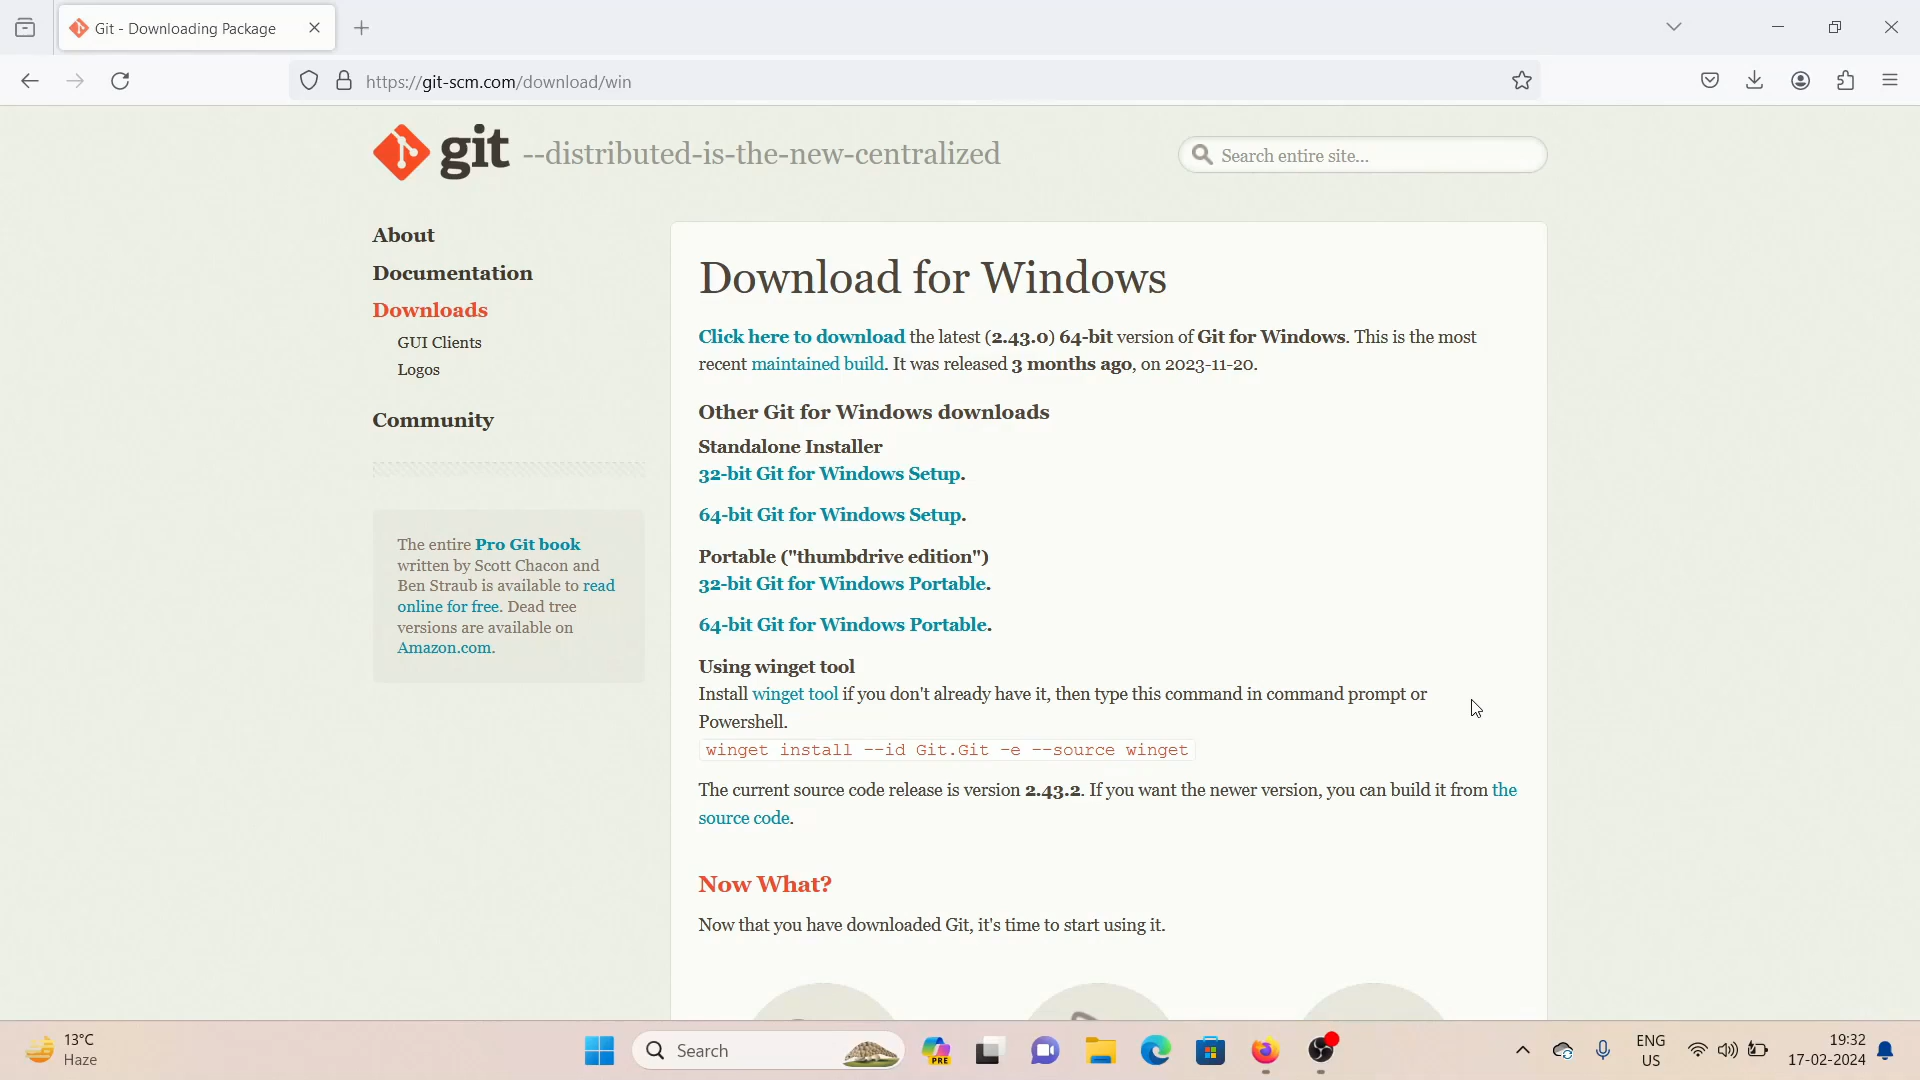 Git - Downloading Package
https://git-scm.com/download/win
git --distributed-is-the-new-centralized
Search entire site...
About
Documentation
Downloads
GUI Clients
Logos
Community
The entire Pro Git book
written by Scott Chacon and
Ben Straub is available to read
online for free. Dead tree
versions are available on
Amazon.com.
Download for Windows
Click here to download the latest (2.43.0) 64-bit version of Git for Windows. This is the most
recent maintained build. It was released 3 months ago, on 2023-11-20.
Other Git for Windows downloads
Standalone Installer
32-bit Git for Windows Setup.
64-bit Git for Windows Setup.
Portable ("thumbdrive edition")
32-bit Git for Windows Portable.
64-bit Git for Windows Portable.
Using winget tool
Install winget tool if you don't already have it, then type this command in command prompt or
Powershell.
winget install --id Git.Git -e --source winget
The current source code release is version 2.43.2. If you want the newer version, you can build it from the
source code.
Now What?
Now that you have downloaded Git, it's time to start using it.
13°C
Haze
Search
PRE
ENG
US
19:32
17-02-2024